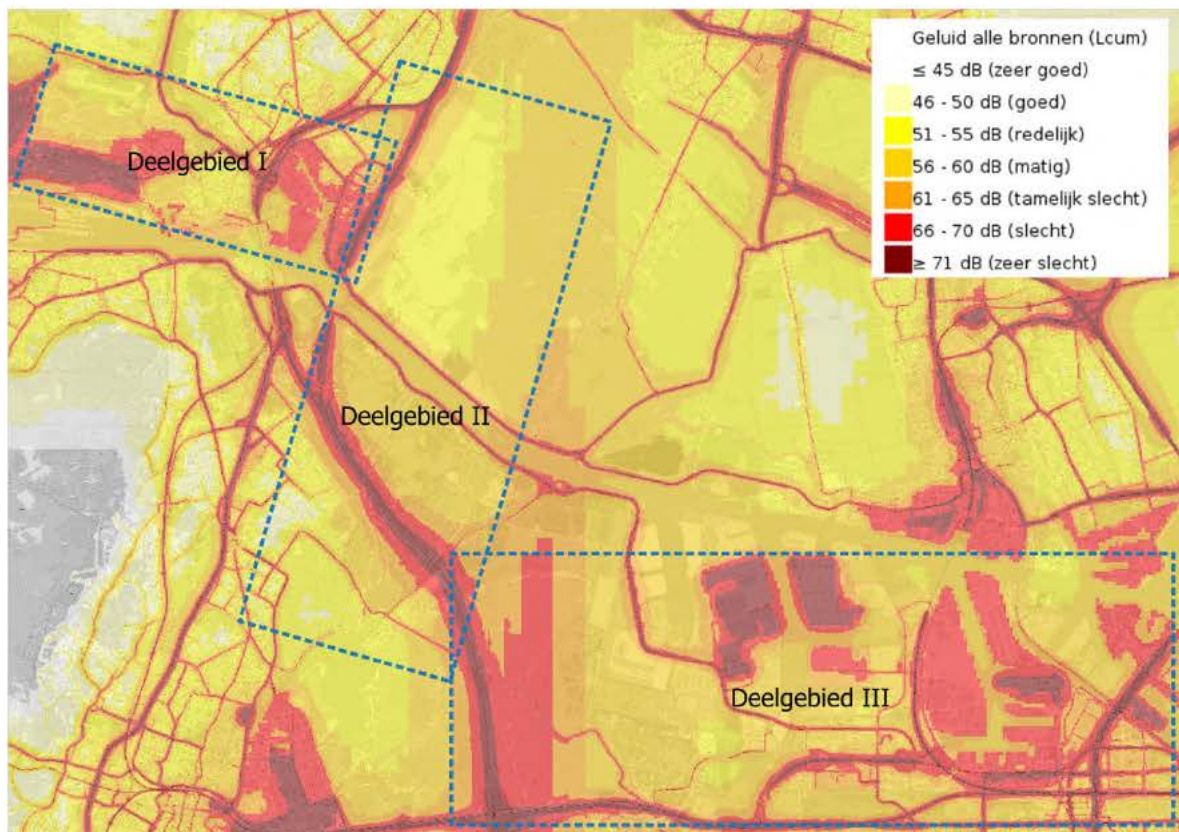 Geluid alle bronnen (Lcum)
≤ 45 dB (zeer goed)
46 - 50 dB (goed)
51 - 55 dB (redelijk)
56 - 60 dB (matig)
61 - 65 dB (tamelijk slecht)
66 - 70 dB (slecht)
≥ 71 dB (zeer slecht)
Deelgebied I
Deelgebied II
Deelgebied III